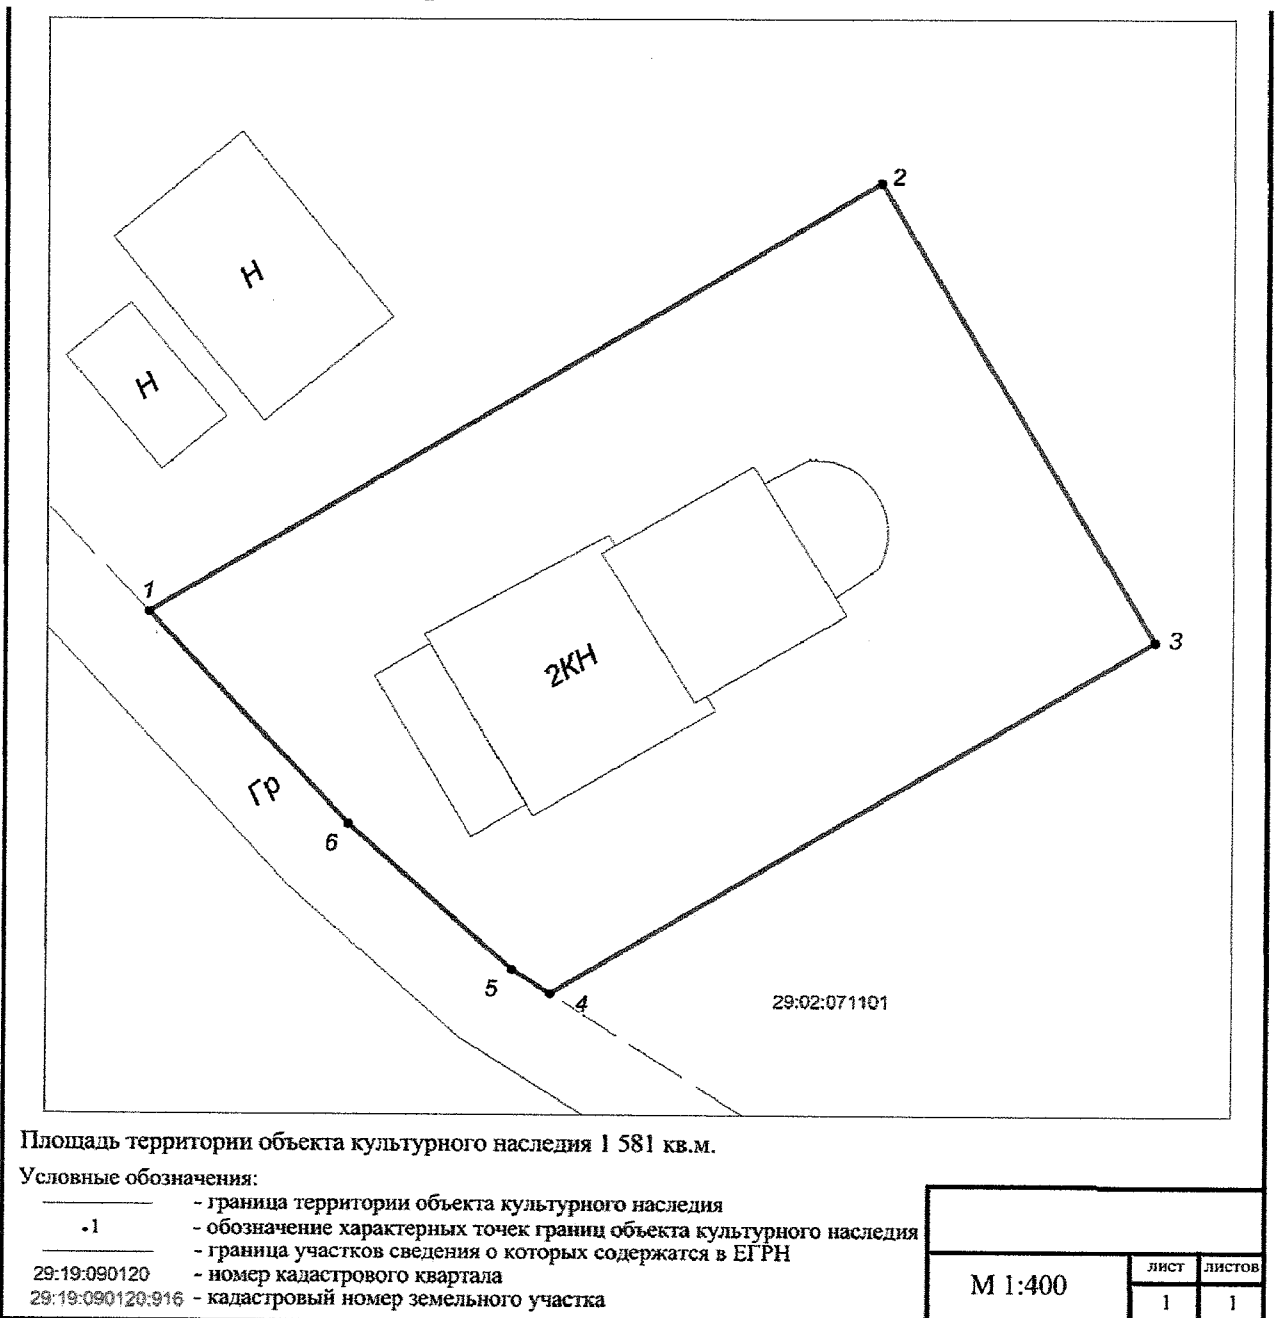 2
Н
Н
1
3
2КН
Гр
6
5
4
29:02:071101
Площадь территории объекта культурного наследия 1 581 кв.м.
Условные обозначения:
- граница территории объекта культурного наследия
.1 - обозначение характерных точек границ объекта культурного наследия
- граница участков сведения о которых содержатся в ЕГРН
29:19:090120 - номер кадастрового квартала
29:19:090120:916 - кадастровый номер земельного участка
М 1:400
лист листов
1 1